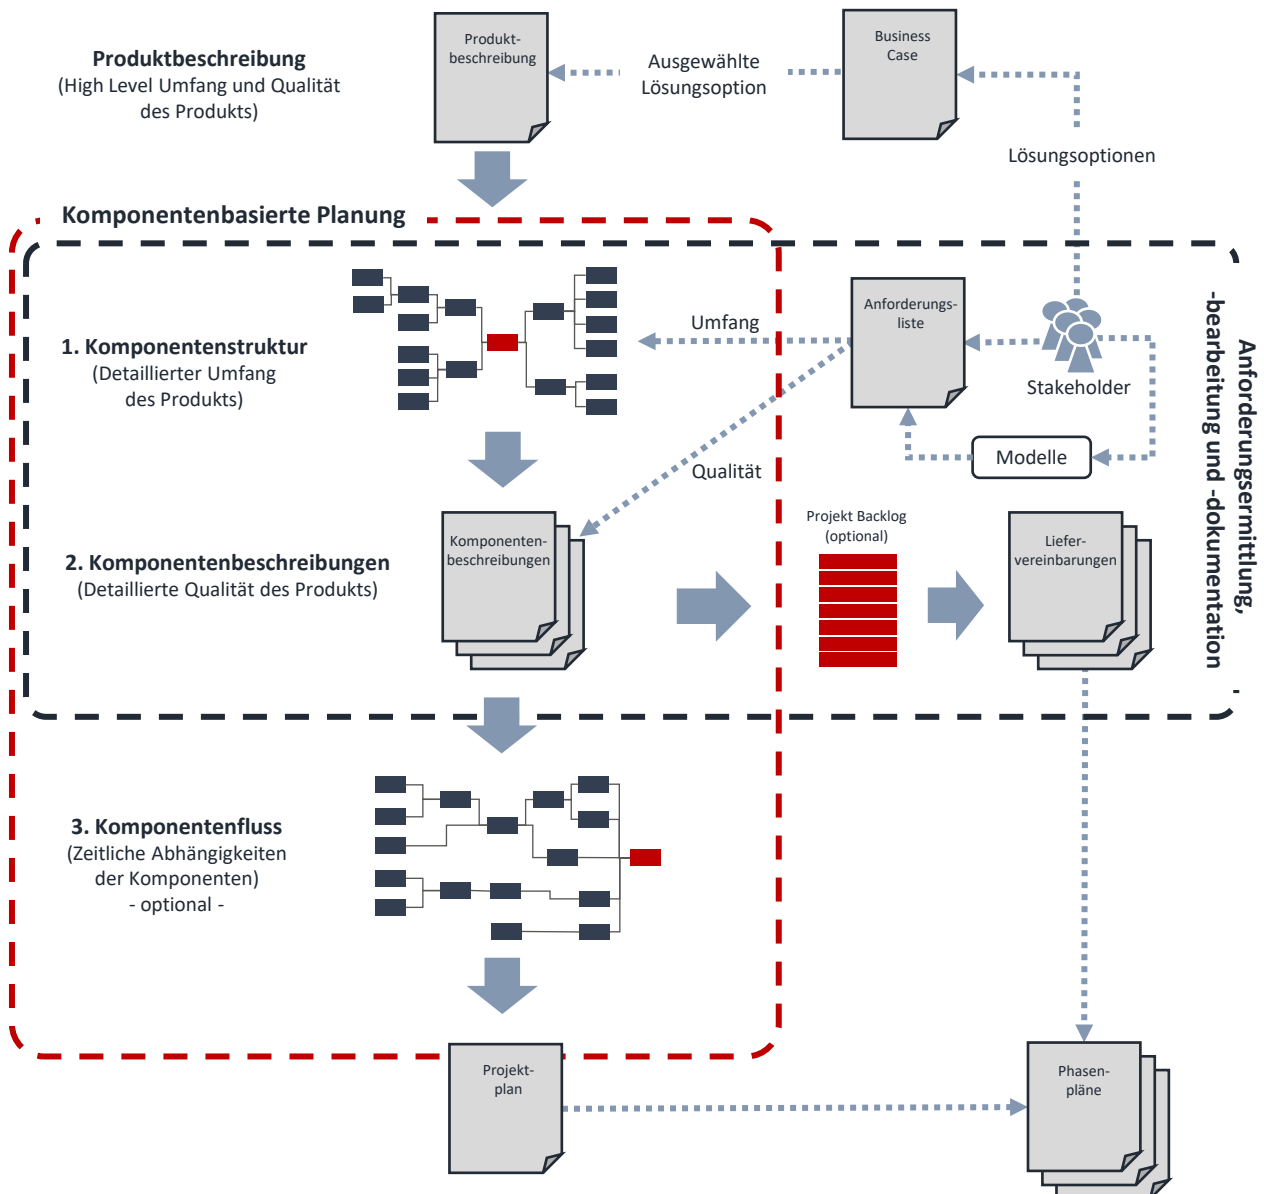 Produktbeschreibung
(High Level Umfang und Qualität
des Produkts)
Produkt-
beschreibung
Ausgewählte
Lösungsoption
Business
Case
Lösungsoptionen
Komponentenbasierte Planung
1. Komponentenstruktur
(Detaillierter Umfang
des Produkts)
Umfang
Anforderungs-
liste
Stakeholder
Modelle
Qualität
Anforderungsermittlung,
-bearbeitung und -dokumentation
2. Komponentenbeschreibungen
(Detaillierte Qualität des Produkts)
Komponenten-
beschreibungen
Projekt Backlog
(optional)
Liefer-
vereinbarungen
3. Komponentenfluss
(Zeitliche Abhängigkeiten
der Komponenten)
- optional -
Projekt-
plan
Phasen-
pläne